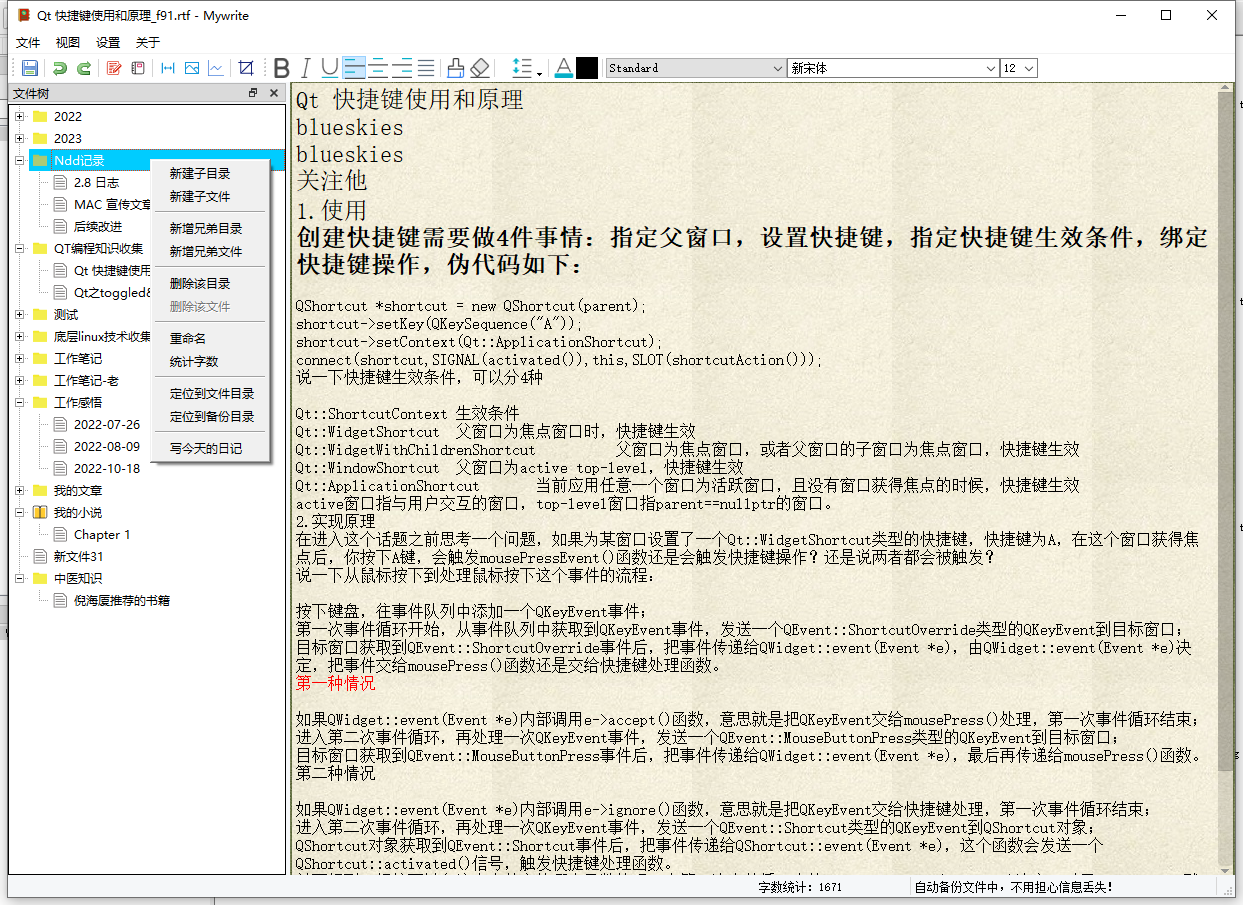 Qt 快捷键使用和原理_f91.rtf - Mywrite
文件 视图 设置 关于
B I U A Standard 新宋体 12
文件树
2022
2023
Ndd记录
2.8 日志
MAC 宣传文章
后续改进
QT编程知识收集
Qt 快捷键使用
Qt之toggled&
测试
底层linux技术收集
工作笔记
工作笔记-老
工作感悟
2022-07-26
2022-08-09
2022-10-18
我的文章
我的小说
Chapter 1
新文件31
中医知识
倪海厦推荐的书籍
新建子目录
新建子文件
新增兄弟目录
新增兄弟文件
删除该目录
删除该文件
重命名
统计字数
定位到文件目录
定位到备份目录
写今天的日记
Qt 快捷键使用和原理
blueskies
blueskies
关注他
1.使用
创建快捷键需要做4件事情：指定父窗口，设置快捷键，指定快捷键生效条件，绑定
快捷键操作，伪代码如下：
QShortcut *shortcut = new QShortcut(parent);
shortcut->setKey(QKeySequence("A"));
shortcut->setContext(Qt::ApplicationShortcut);
connect(shortcut,SIGNAL(activated()),this,SLOT(shortcutAction()));
说一下快捷键生效条件，可以分4种
Qt::ShortcutContext 生效条件
Qt::WidgetShortcut 父窗口为焦点窗口时，快捷键生效
Qt::WidgetWithChildrenShortcut 父窗口为焦点窗口，或者父窗口的子窗口为焦点窗口，快捷键生效
Qt::WindowShortcut 父窗口为active top-level，快捷键生效
Qt::ApplicationShortcut 当前应用任意一个窗口为活跃窗口，且没有窗口获得焦点的时候，快捷键生效
active窗口指与用户交互的窗口，top-level窗口指parent==nullptr的窗口。
2.实现原理
在进入这个话题之前思考一个问题，如果为某窗口设置了一个Qt::WidgetShortcut类型的快捷键，快捷键为A，在这个窗口获得焦
点后，你按下A键，会触发mousePressEvent()函数还是会触发快捷键操作？还是说两者都会被触发？
说一下从鼠标按下到处理鼠标按下这个事件的流程：
按下键盘，往事件队列中添加一个QKeyEvent事件；
第一次事件循环开始，从事件队列中获取到QKeyEvent事件，发送一个QEvent::ShortcutOverride类型的QKeyEvent到目标窗口；
目标窗口获取到QEvent::ShortcutOverride事件后，把事件传递给QWidget::event(Event *e)，由QWidget::event(Event *e)决
定，把事件交给mousePress()函数还是交给快捷键处理函数。
第一种情况
如果QWidget::event(Event *e)内部调用e->accept()函数，意思就是把QKeyEvent交给mousePress()处理，第一次事件循环结束；
进入第二次事件循环，再处理一次QKeyEvent事件，发送一个QEvent::MouseButtonPress类型的QKeyEvent到目标窗口；
目标窗口获取到QEvent::MouseButtonPress事件后，把事件传递给QWidget::event(Event *e)，最后再传递给mousePress()函数。
第二种情况
如果QWidget::event(Event *e)内部调用e->ignore()函数，意思就是把QKeyEvent交给快捷键处理，第一次事件循环结束；
进入第二次事件循环，再处理一次QKeyEvent事件，发送一个QEvent::Shortcut类型的QKeyEvent到QShortcut对象；
QShortcut对象获取到QEvent::Shortcut事件后，把事件传递给QShortcut::event(Event *e)，这个函数会发送一个
QShortcut::activated()信号，触发快捷键处理函数。
字数统计：1671 自动备份文件中，不用担心信息丢失！